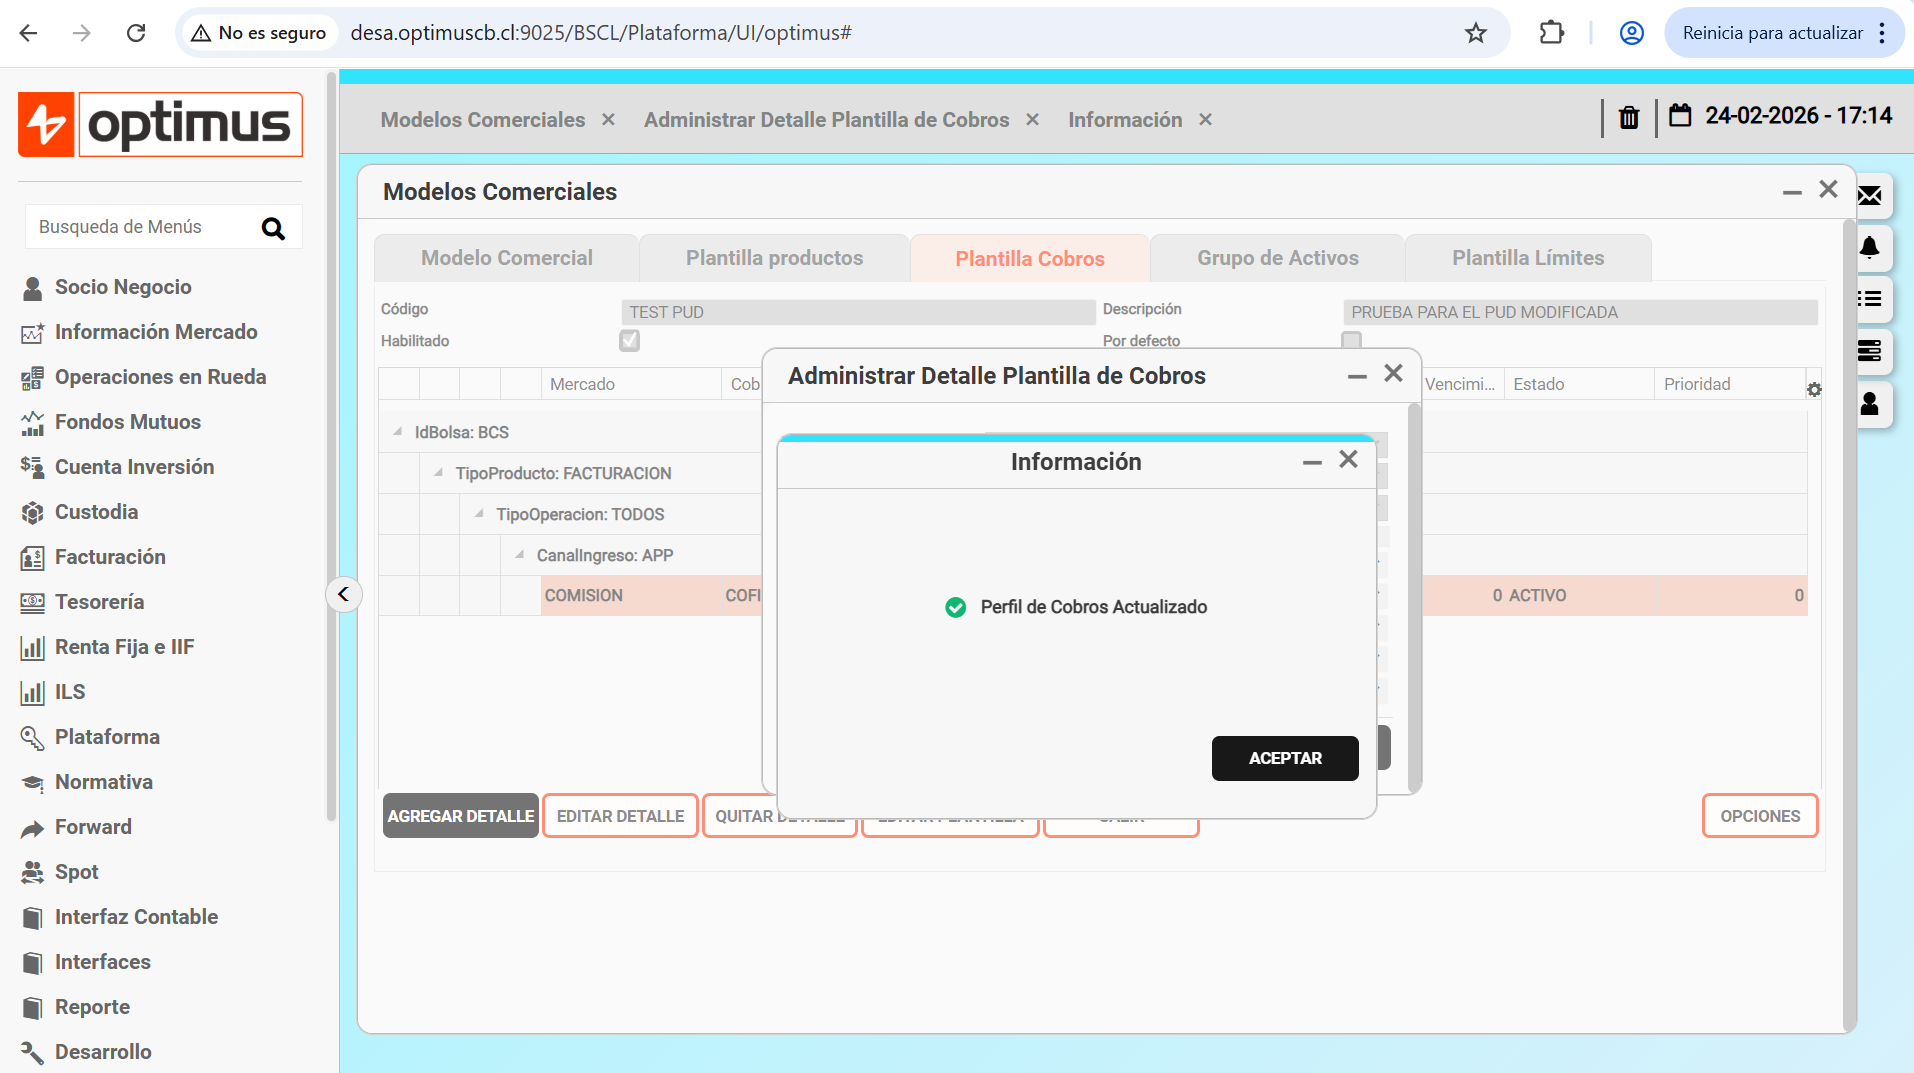 No es seguro
desa.optimuscb.cl:9025/BSCL/Plataforma/UI/optimus#
Reinicia para actualizar
optimus
Modelos Comerciales
Administrar Detalle Plantilla de Cobros
Información
24-02-2026 - 17:14
Busqueda de Menús
Socio Negocio
Información Mercado
Operaciones en Rueda
Fondos Mutuos
Cuenta Inversión
Custodia
Facturación
Tesorería
Renta Fija e IIF
ILS
Plataforma
Normativa
Forward
Spot
Interfaz Contable
Interfaces
Reporte
Desarrollo
Modelos Comerciales
Modelo Comercial
Plantilla productos
Plantilla Cobros
Grupo de Activos
Plantilla Límites
Código
TEST PUD
Descripción
PRUEBA PARA EL PUD MODIFICADA
Habilitado
Por defecto
Mercado
Cob
Vencimi...
Estado
Prioridad
IdBolsa: BCS
TipoProducto: FACTURACION
TipoOperacion: TODOS
CanalIngreso: APP
COMISION
COFI
0
ACTIVO
0
Administrar Detalle Plantilla de Cobros
Información
Perfil de Cobros Actualizado
ACEPTAR
AGREGAR DETALLE
EDITAR DETALLE
QUITAR DETALLE
EDITAR PLANTILLA
SALIR
OPCIONES